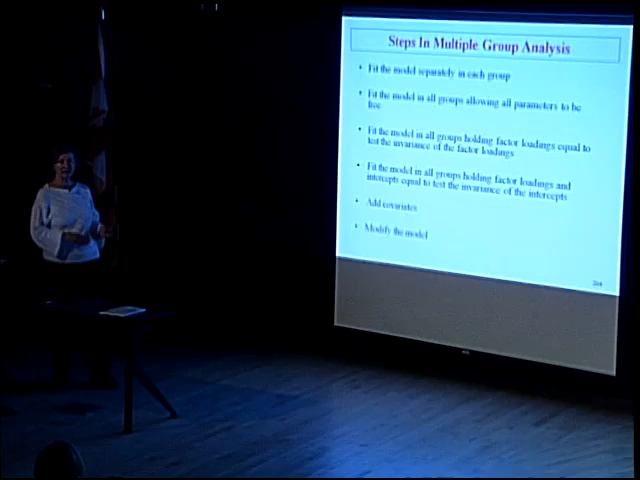 Steps In Multiple Group Analysis
• Fit the model separately in each group
• Fit the model in all groups allowing all parameters to be
free
• Fit the model in all groups holding factor loadings equal to
test the invariance of the factor loadings
• Fit the model in all groups holding factor loadings and
intercepts equal to test the invariance of the intercepts
• Add covariates
• Modify the model